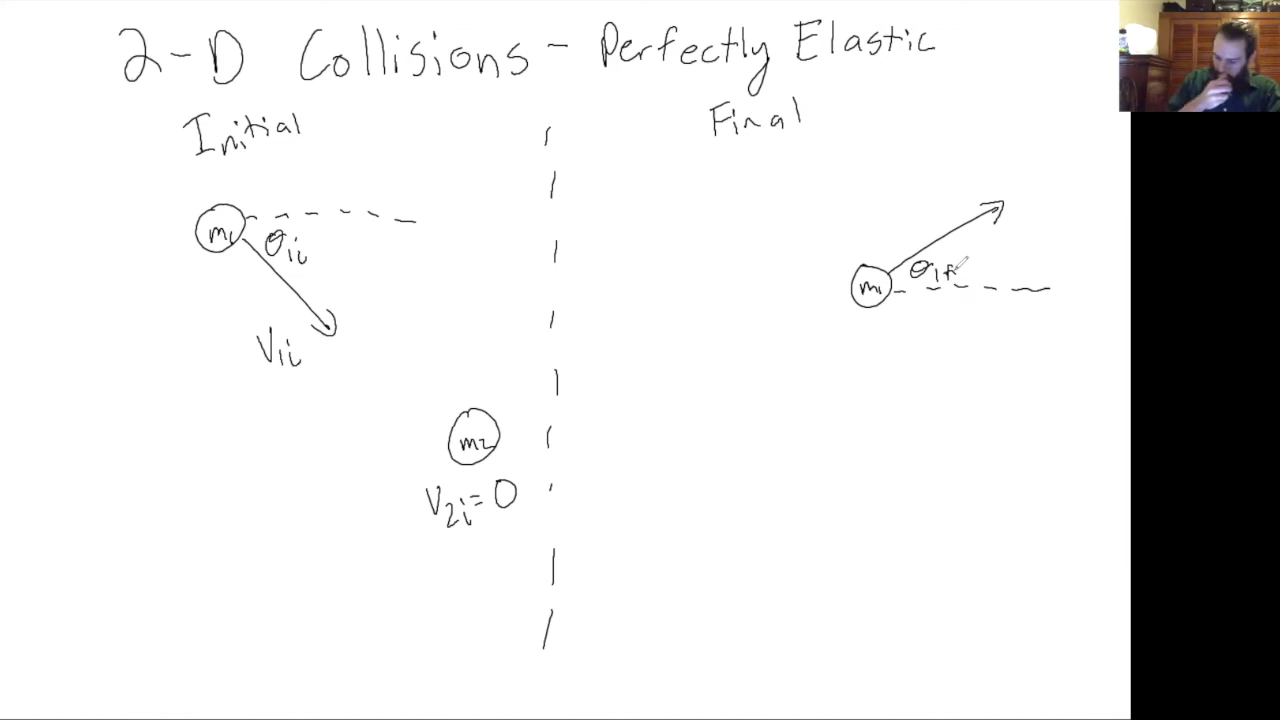 2-D Collisions - Perfectly Elastic
Initial
Final
m₁
θ₁ᵢ
V₁ᵢ
m₂
V₂ᵢ=0
m₁
θ₁f